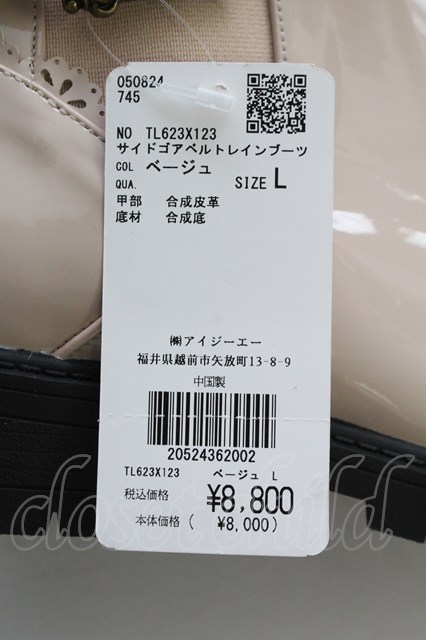 050824
745
NO TL623X123
サイドゴアベルトレインブーツ
COL ベージュ
QUA. SIZE L
甲部 合成皮革
底材 合成底
㈱アイジーエー
福井県越前市矢放町13-8-9
中国製
20524362002
TL623X123 ベージュ L
税込価格 ¥8,800
本体価格( ¥8,000)
closet child